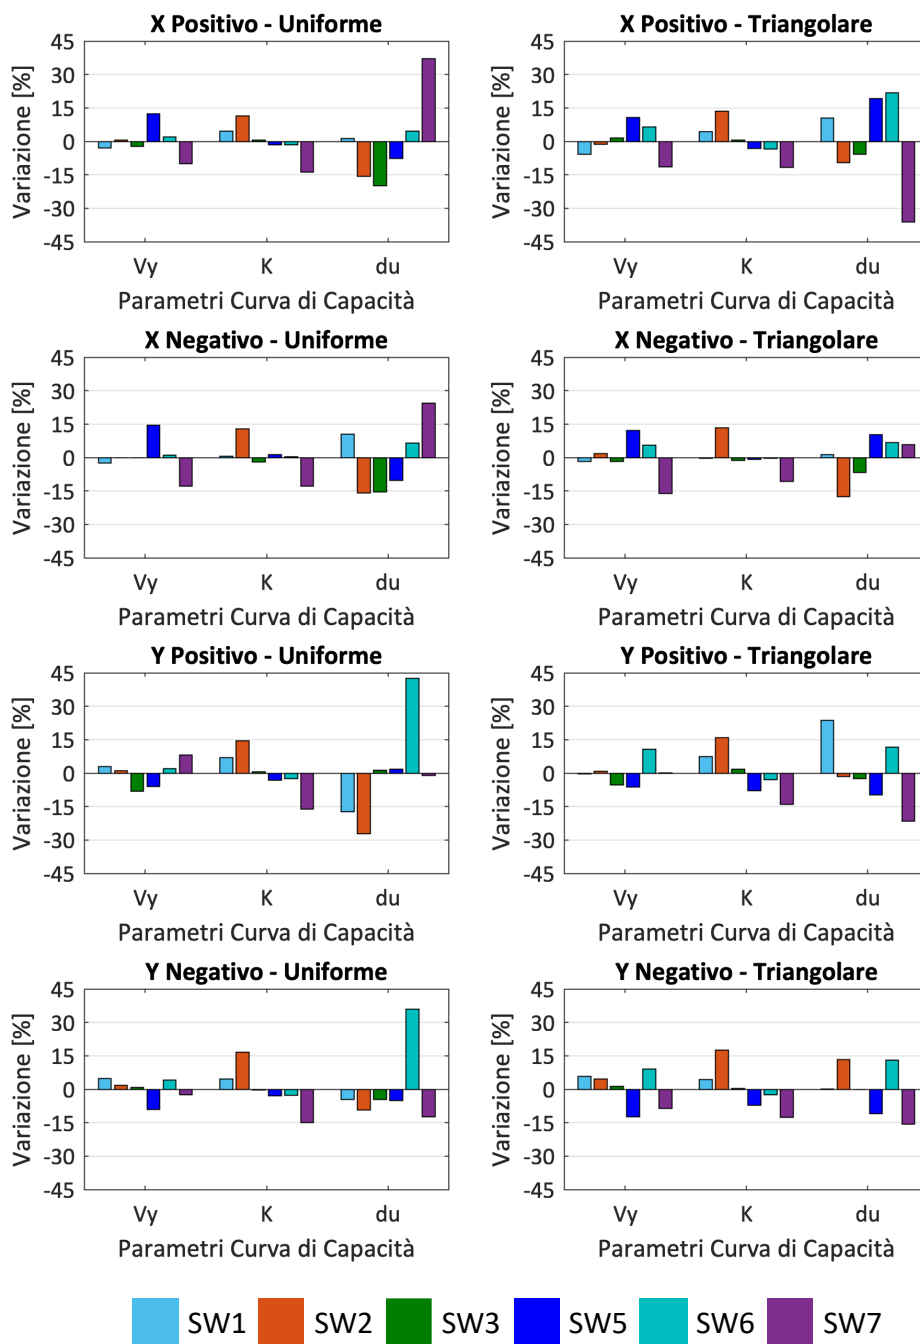 X Positivo - Uniforme
Variazione [%]
45
30
15
0
-15
-30
-45
Vy K du
Parametri Curva di Capacità
X Positivo - Triangolare
Variazione [%]
45
30
15
0
-15
-30
-45
Vy K du
Parametri Curva di Capacità
X Negativo - Uniforme
Variazione [%]
45
30
15
0
-15
-30
-45
Vy K du
Parametri Curva di Capacità
X Negativo - Triangolare
Variazione [%]
45
30
15
0
-15
-30
-45
Vy K du
Parametri Curva di Capacità
Y Positivo - Uniforme
Variazione [%]
45
30
15
0
-15
-30
-45
Vy K du
Parametri Curva di Capacità
Y Positivo - Triangolare
Variazione [%]
45
30
15
0
-15
-30
-45
Vy K du
Parametri Curva di Capacità
Y Negativo - Uniforme
Variazione [%]
45
30
15
0
-15
-30
-45
Vy K du
Parametri Curva di Capacità
Y Negativo - Triangolare
Variazione [%]
45
30
15
0
-15
-30
-45
Vy K du
Parametri Curva di Capacità
SW1 SW2 SW3 SW5 SW6 SW7